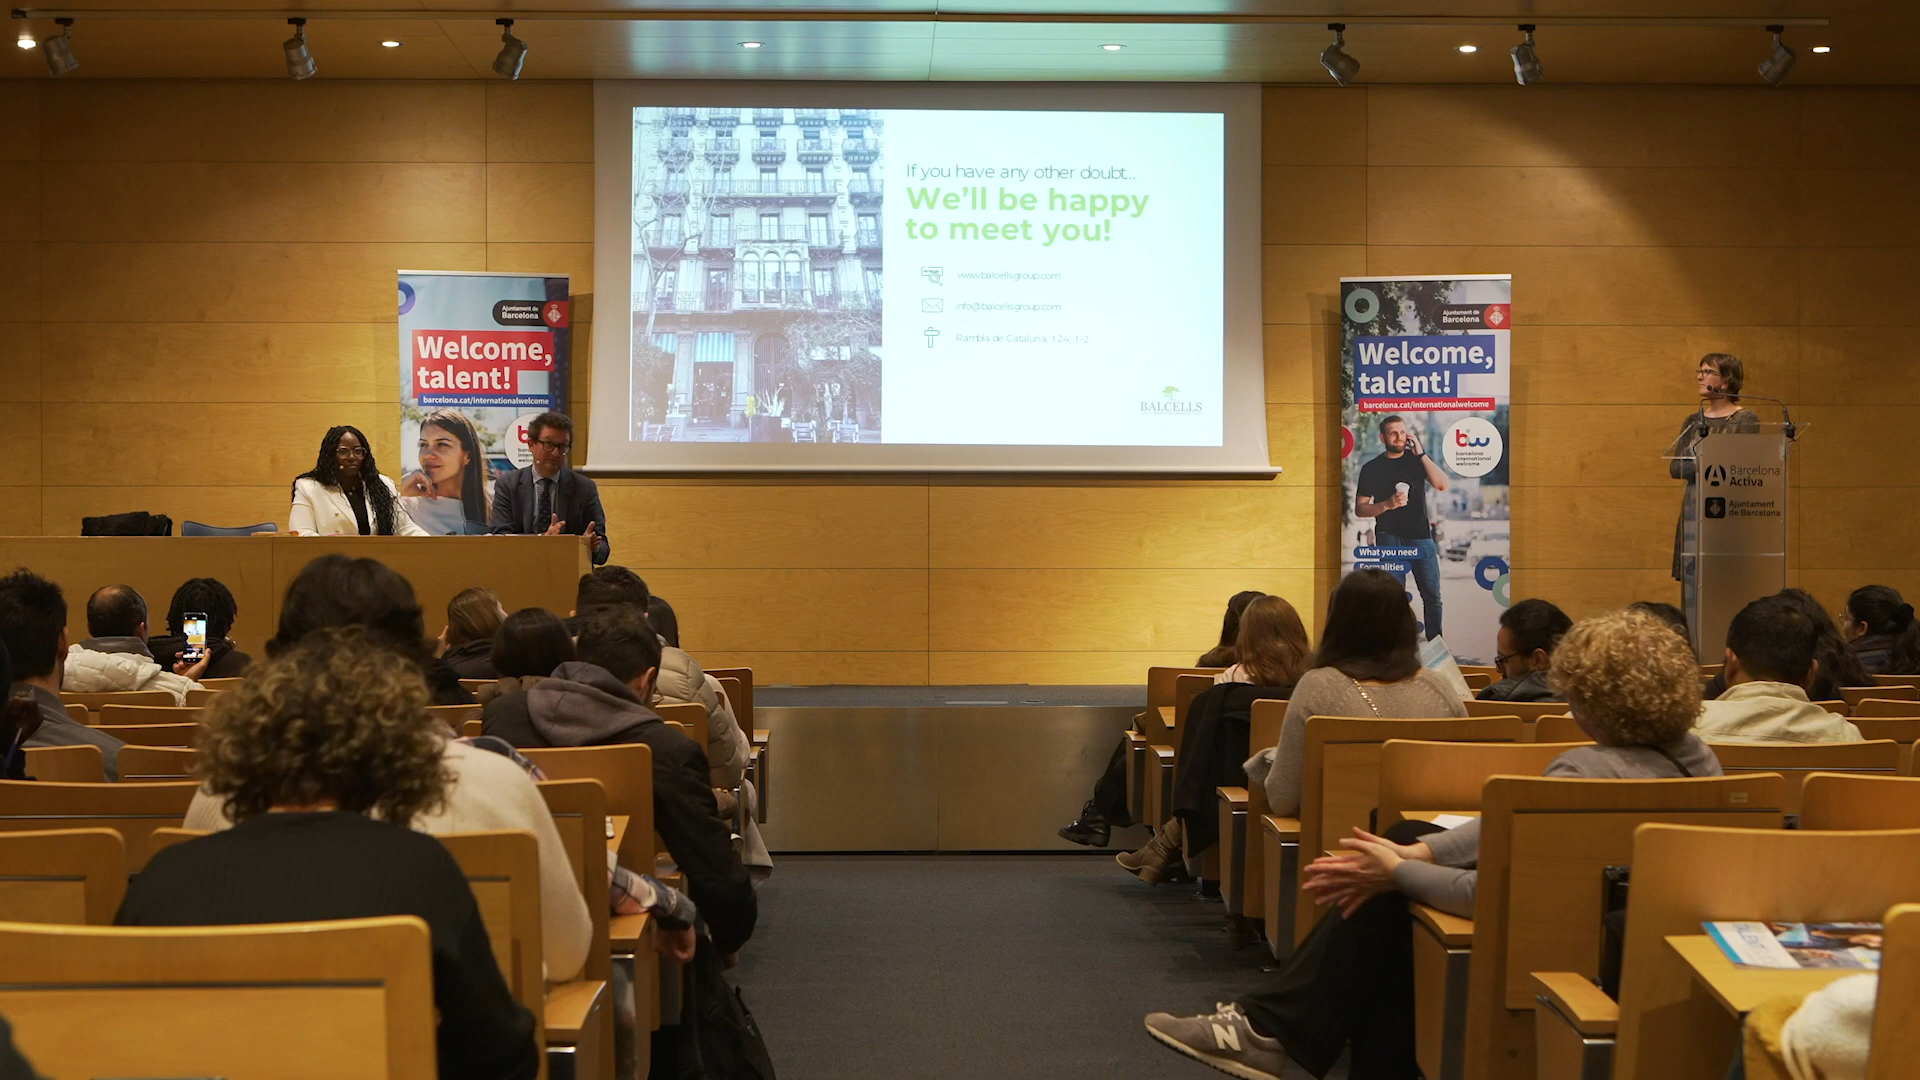 If you have any other doubt...
We'll be happy
to meet you!
www.balcellsgroup.com
info@balcellsgroup.com
Rambla de Cataluña, 124, 1-2
BALCELLS
Ajuntament de
Barcelona
Welcome,
talent!
barcelona.cat/internationalwelcome
Ajuntament de
Barcelona
Welcome,
talent!
barcelona.cat/internationalwelcome
bw
barcelona
international
welcome
What you need
Formalities
Barcelona
Activa
Ajuntament
de Barcelona
N